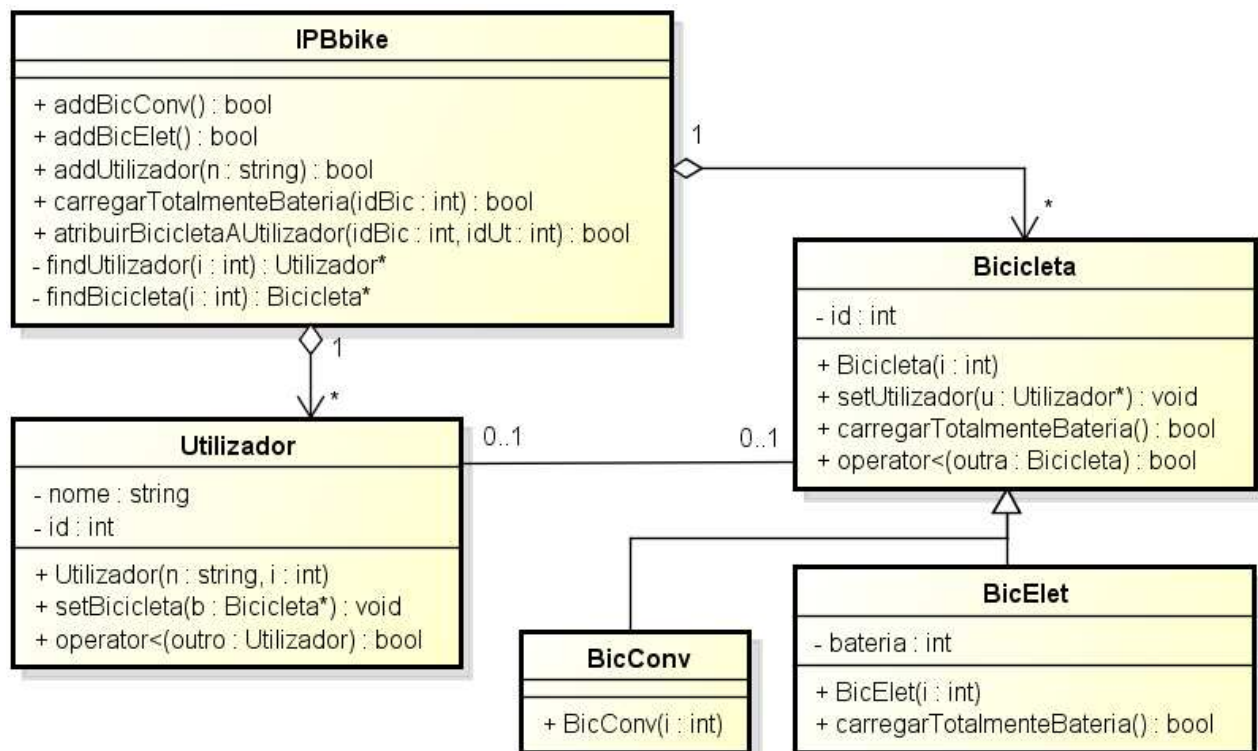 IPBbike
+ addBicConv() : bool
+ addBicElet() : bool
+ addUtilizador(n : string) : bool
+ carregarTotalmenteBateria(idBic : int) : bool
+ atribuirBicicletaAUtilizador(idBic : int, idUt : int) : bool
- findUtilizador(i : int) : Utilizador*
- findBicicleta(i : int) : Bicicleta*
1
*
1
*
Bicicleta
- id : int
+ Bicicleta(i : int)
+ setUtilizador(u : Utilizador*) : void
+ carregarTotalmenteBateria() : bool
+ operator<(outra : Bicicleta) : bool
Utilizador
- nome : string
- id : int
+ Utilizador(n : string, i : int)
+ setBicicleta(b : Bicicleta*) : void
+ operator<(outro : Utilizador) : bool
0..1
0..1
BicConv
+ BicConv(i : int)
BicElet
- bateria : int
+ BicElet(i : int)
+ carregarTotalmenteBateria() : bool